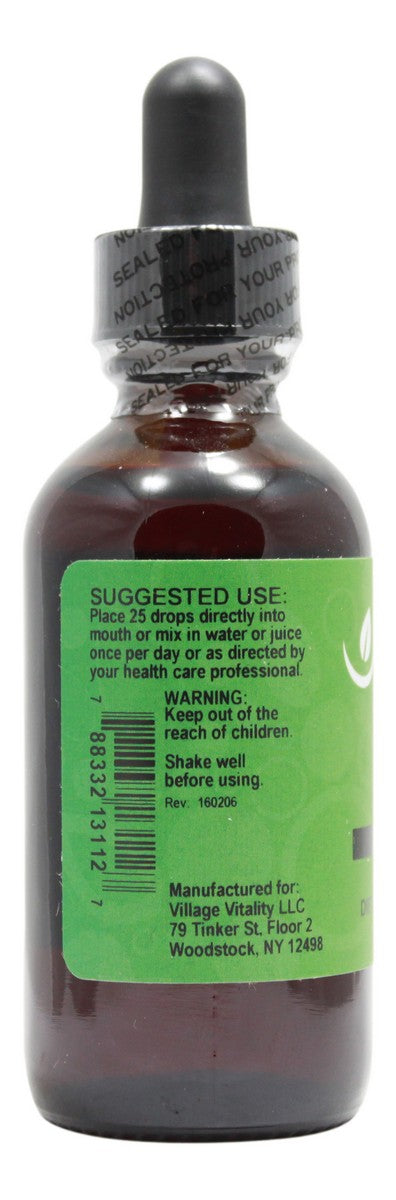 SEALED FOR YOUR PROTECTION
SUGGESTED USE:
Place 25 drops directly into
mouth or mix in water or juice
once per day or as directed by
your health care professional.
WARNING:
Keep out of the
reach of children.
Shake well
before using.
Rev: 160206
7 88332 13112 7
Manufactured for:
Village Vitality LLC
79 Tinker St, Floor 2
Woodstock, NY 12498